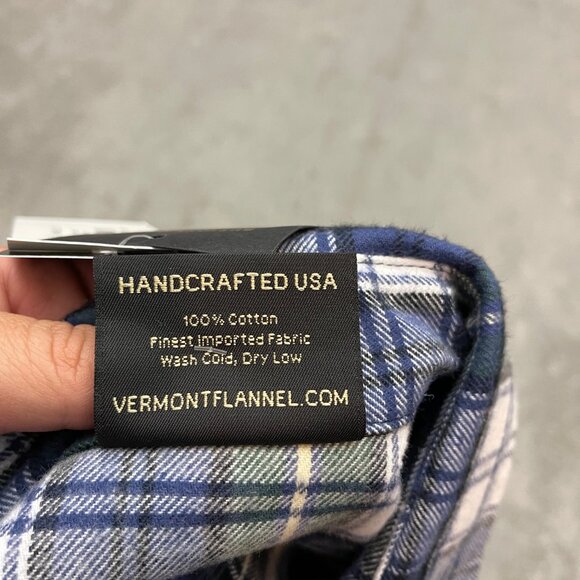 HANDCRAFTED USA
100% Cotton
Finest Imported Fabric
Wash Cold, Dry Low
VERMONTFLANNEL.COM